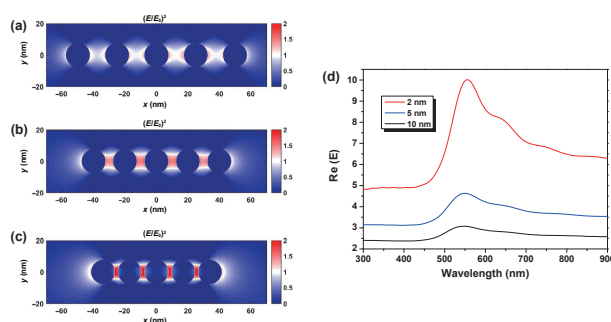 (a)
(E/E₀)²
20
0
−20
y (nm)
−60 −40 −20 0 20 40 60
x (nm)
2
1.5
1
0.5
0
(b)
(E/E₀)²
20
0
−20
y (nm)
−60 −40 −20 0 20 40 60
x (nm)
2
1.5
1
0.5
0
(c)
(E/E₀)²
20
0
−20
y (nm)
−60 −40 −20 0 20 40 60
x (nm)
2
1.5
1
0.5
0
(d)
10
9
8
7
6
5
4
3
2
Re (E)
2 nm
5 nm
10 nm
300 400 500 600 700 800 900
Wavelength (nm)